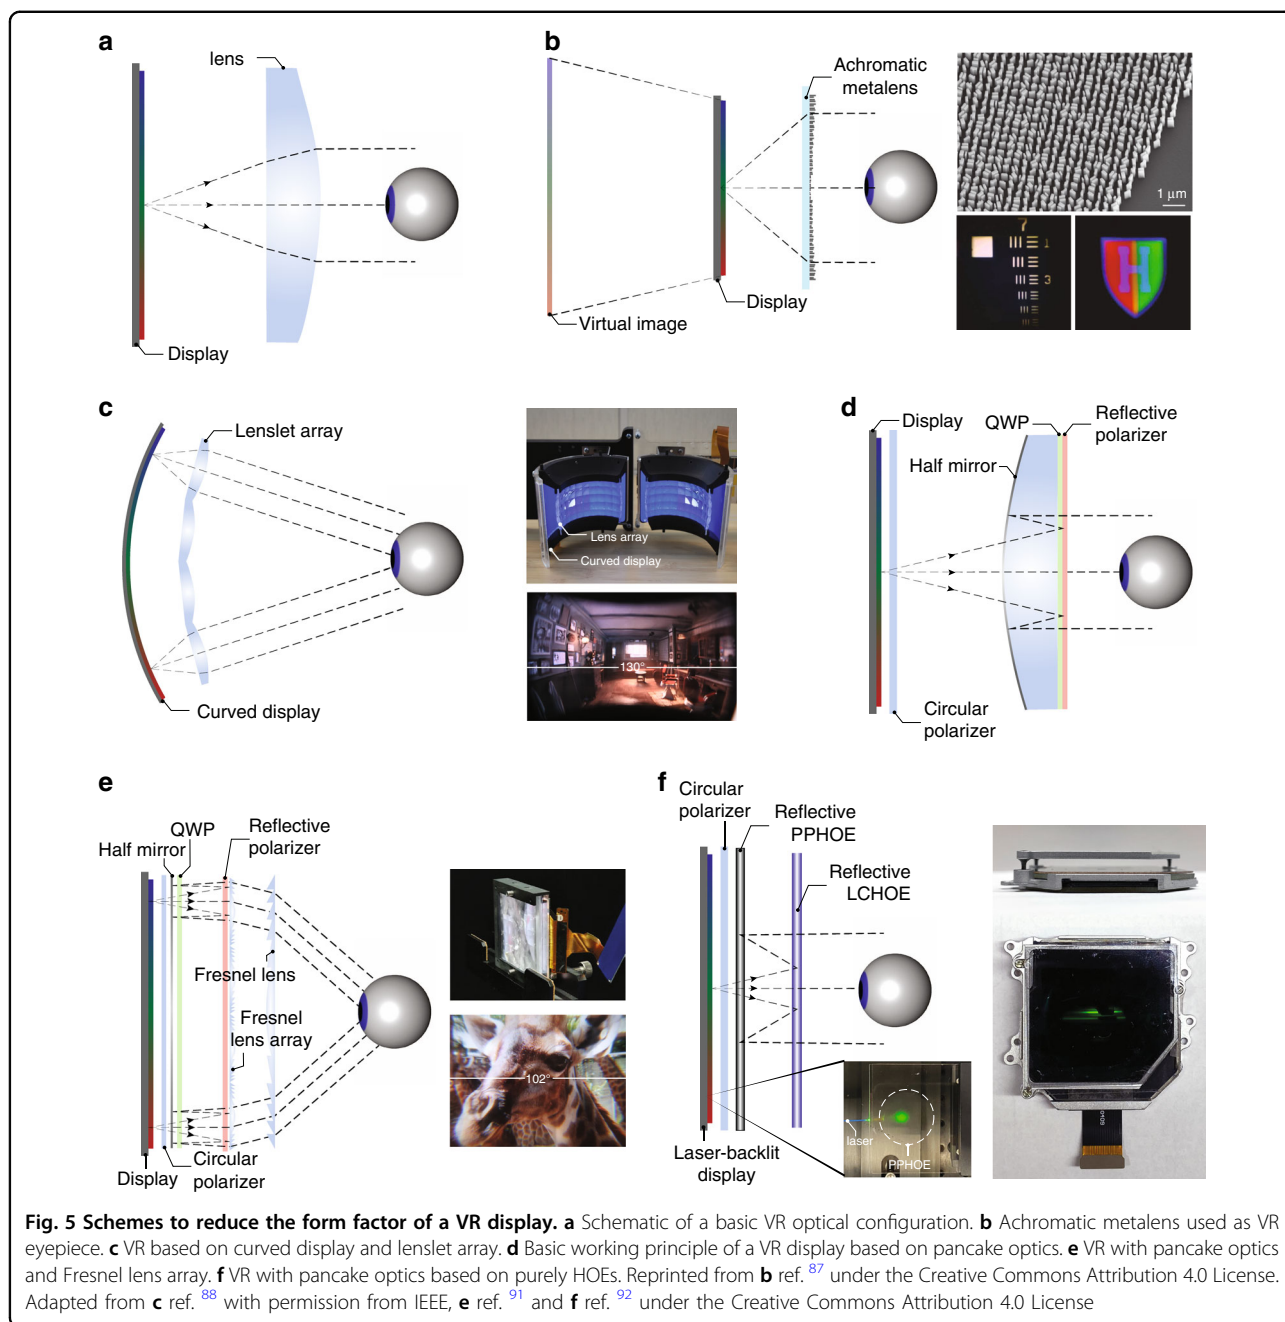 a
lens
Display
b
Achromatic
metalens
Display
Virtual image
1 μm
7
1
3
H
c
Lenslet array
Curved display
Lens array
Curved display
130°
d
Display
QWP
Reflective
polarizer
Half mirror
Circular
polarizer
e
QWP
Reflective
polarizer
Half mirror
Fresnel lens
Fresnel
lens array
Display
Circular
polarizer
102°
f
Circular
polarizer
Reflective
PPHOE
Reflective
LCHOE
Laser-backlit
display
laser
PPHOE
Fig. 5 Schemes to reduce the form factor of a VR display. a Schematic of a basic VR optical configuration. b Achromatic metalens used as VR
eyepiece. c VR based on curved display and lenslet array. d Basic working principle of a VR display based on pancake optics. e VR with pancake optics
and Fresnel lens array. f VR with pancake optics based on purely HOEs. Reprinted from b ref. 87 under the Creative Commons Attribution 4.0 License.
Adapted from c ref. 88 with permission from IEEE, e ref. 91 and f ref. 92 under the Creative Commons Attribution 4.0 License